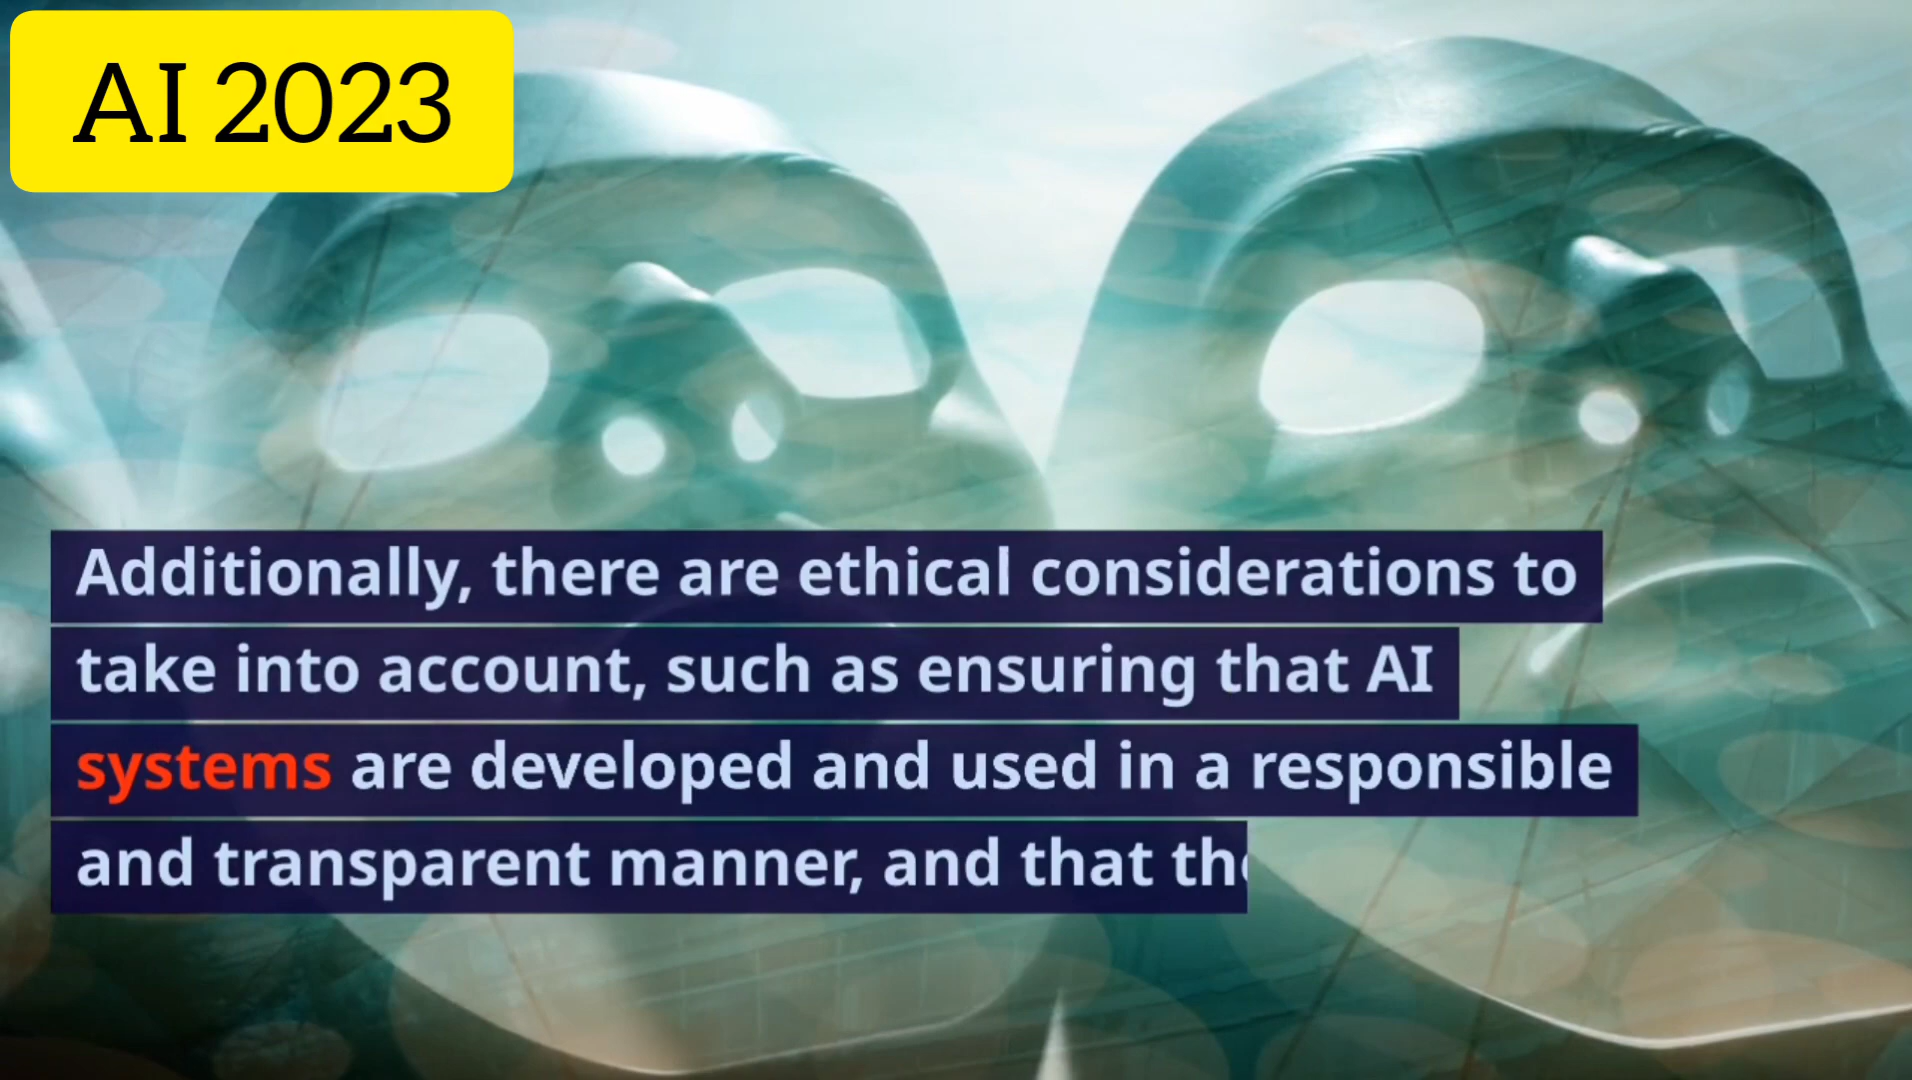 AI 2023
Additionally, there are ethical considerations to
take into account, such as ensuring that AI
systems are developed and used in a responsible
and transparent manner, and that